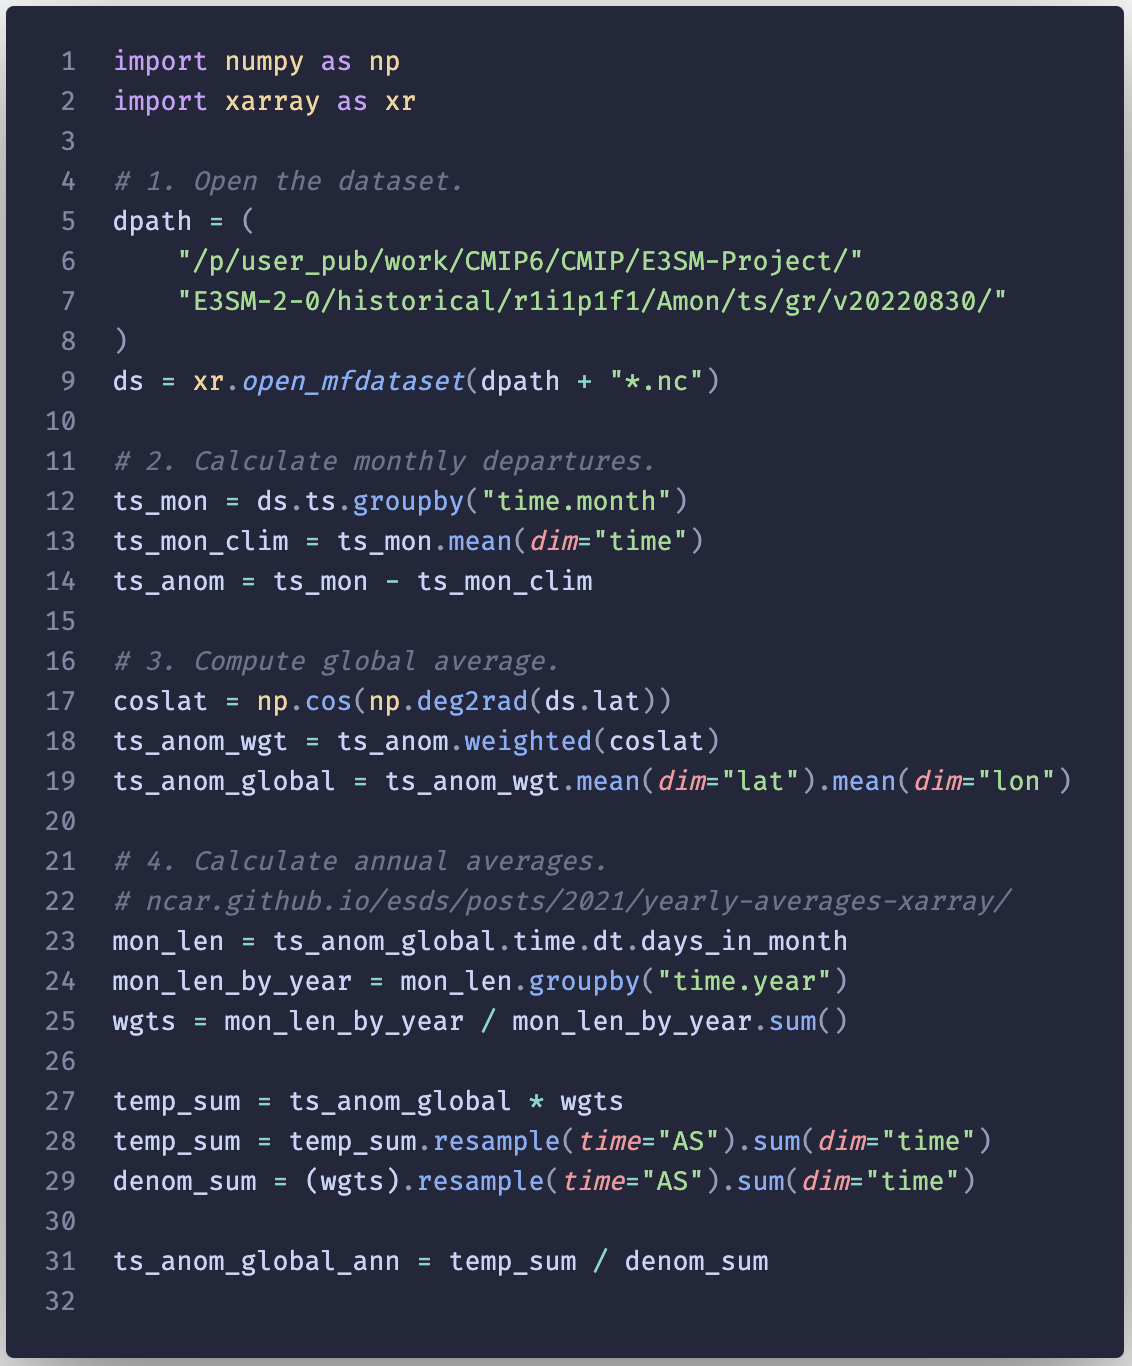 1 import numpy as np
2 import xarray as xr
3
4 # 1. Open the dataset.
5 dpath = (
6     "/p/user_pub/work/CMIP6/CMIP/E3SM-Project/"
7     "E3SM-2-0/historical/r1i1p1f1/Amon/ts/gr/v20220830/"
8 )
9 ds = xr.open_mfdataset(dpath + "*.nc")
10
11 # 2. Calculate monthly departures.
12 ts_mon = ds.ts.groupby("time.month")
13 ts_mon_clim = ts_mon.mean(dim="time")
14 ts_anom = ts_mon - ts_mon_clim
15
16 # 3. Compute global average.
17 coslat = np.cos(np.deg2rad(ds.lat))
18 ts_anom_wgt = ts_anom.weighted(coslat)
19 ts_anom_global = ts_anom_wgt.mean(dim="lat").mean(dim="lon")
20
21 # 4. Calculate annual averages.
22 # ncar.github.io/esds/posts/2021/yearly-averages-xarray/
23 mon_len = ts_anom_global.time.dt.days_in_month
24 mon_len_by_year = mon_len.groupby("time.year")
25 wgts = mon_len_by_year / mon_len_by_year.sum()
26
27 temp_sum = ts_anom_global * wgts
28 temp_sum = temp_sum.resample(time="AS").sum(dim="time")
29 denom_sum = (wgts).resample(time="AS").sum(dim="time")
30
31 ts_anom_global_ann = temp_sum / denom_sum
32